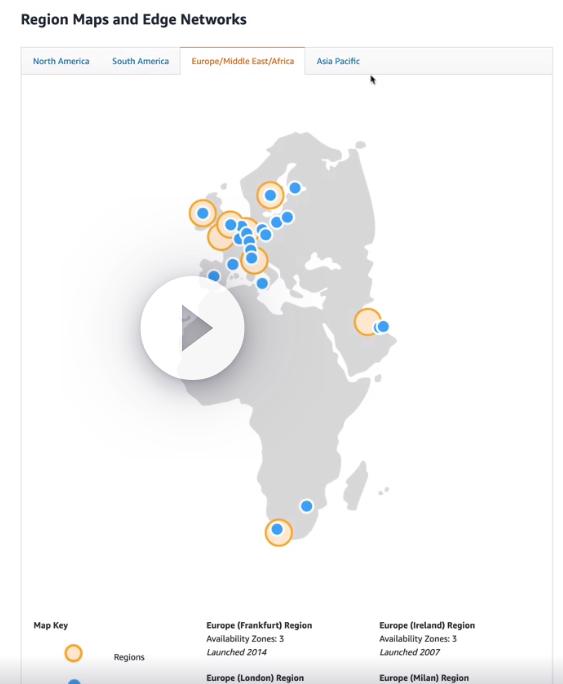 Region Maps and Edge Networks
North America South America Europe/Middle East/Africa Asia Pacific
Map Key
Regions
Europe (Frankfurt) Region
Availability Zones: 3
Launched 2014
Europe (London) Region
Europe (Ireland) Region
Availability Zones: 3
Launched 2007
Europe (Milan) Region